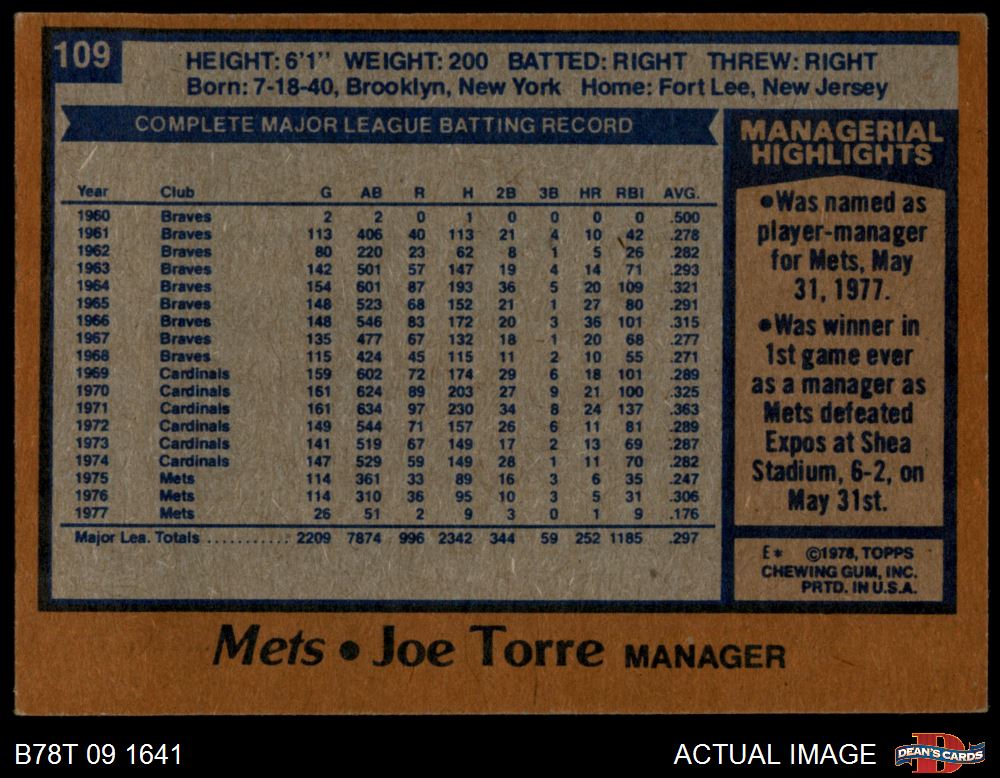 109
HEIGHT: 6'1" WEIGHT: 200 BATTED: RIGHT THREW: RIGHT
Born: 7-18-40, Brooklyn, New York Home: Fort Lee, New Jersey
COMPLETE MAJOR LEAGUE BATTING RECORD
Year Club G AB R H 2B 3B HR RBI AVG.
1960 Braves 2 2 0 1 0 0 0 0 .500
1961 Braves 113 406 40 113 21 4 10 42 .278
1962 Braves 80 220 23 62 8 1 5 26 .282
1963 Braves 142 501 57 147 19 4 14 71 .293
1964 Braves 154 601 87 193 36 5 20 109 .321
1965 Braves 148 523 68 152 21 1 27 80 .291
1966 Braves 148 546 83 172 20 3 36 101 .315
1967 Braves 135 477 67 132 18 1 20 68 .277
1968 Braves 115 424 45 115 11 2 10 55 .271
1969 Cardinals 159 602 72 174 29 6 18 101 .289
1970 Cardinals 161 624 89 203 27 9 21 100 .325
1971 Cardinals 161 634 97 230 34 8 24 137 .363
1972 Cardinals 149 544 71 157 26 6 11 81 .289
1973 Cardinals 141 519 67 149 17 2 13 69 .287
1974 Cardinals 147 529 59 149 28 1 11 70 .282
1975 Mets 114 361 33 89 16 3 6 35 .247
1976 Mets 114 310 36 95 10 3 5 31 .306
1977 Mets 26 51 2 9 3 0 1 9 .176
Major Lea. Totals ........... 2209 7874 996 2342 344 59 252 1185 .297
MANAGERIAL
HIGHLIGHTS
•Was named as
player-manager
for Mets, May
31, 1977.
•Was winner in
1st game ever
as a manager as
Mets defeated
Expos at Shea
Stadium, 6-2, on
May 31st.
E* ©1978, TOPPS
CHEWING GUM, INC.
PRTD. IN U.S.A.
Mets • Joe Torre MANAGER
B78T 09 1641
ACTUAL IMAGE
D
DEAN'S CARDS